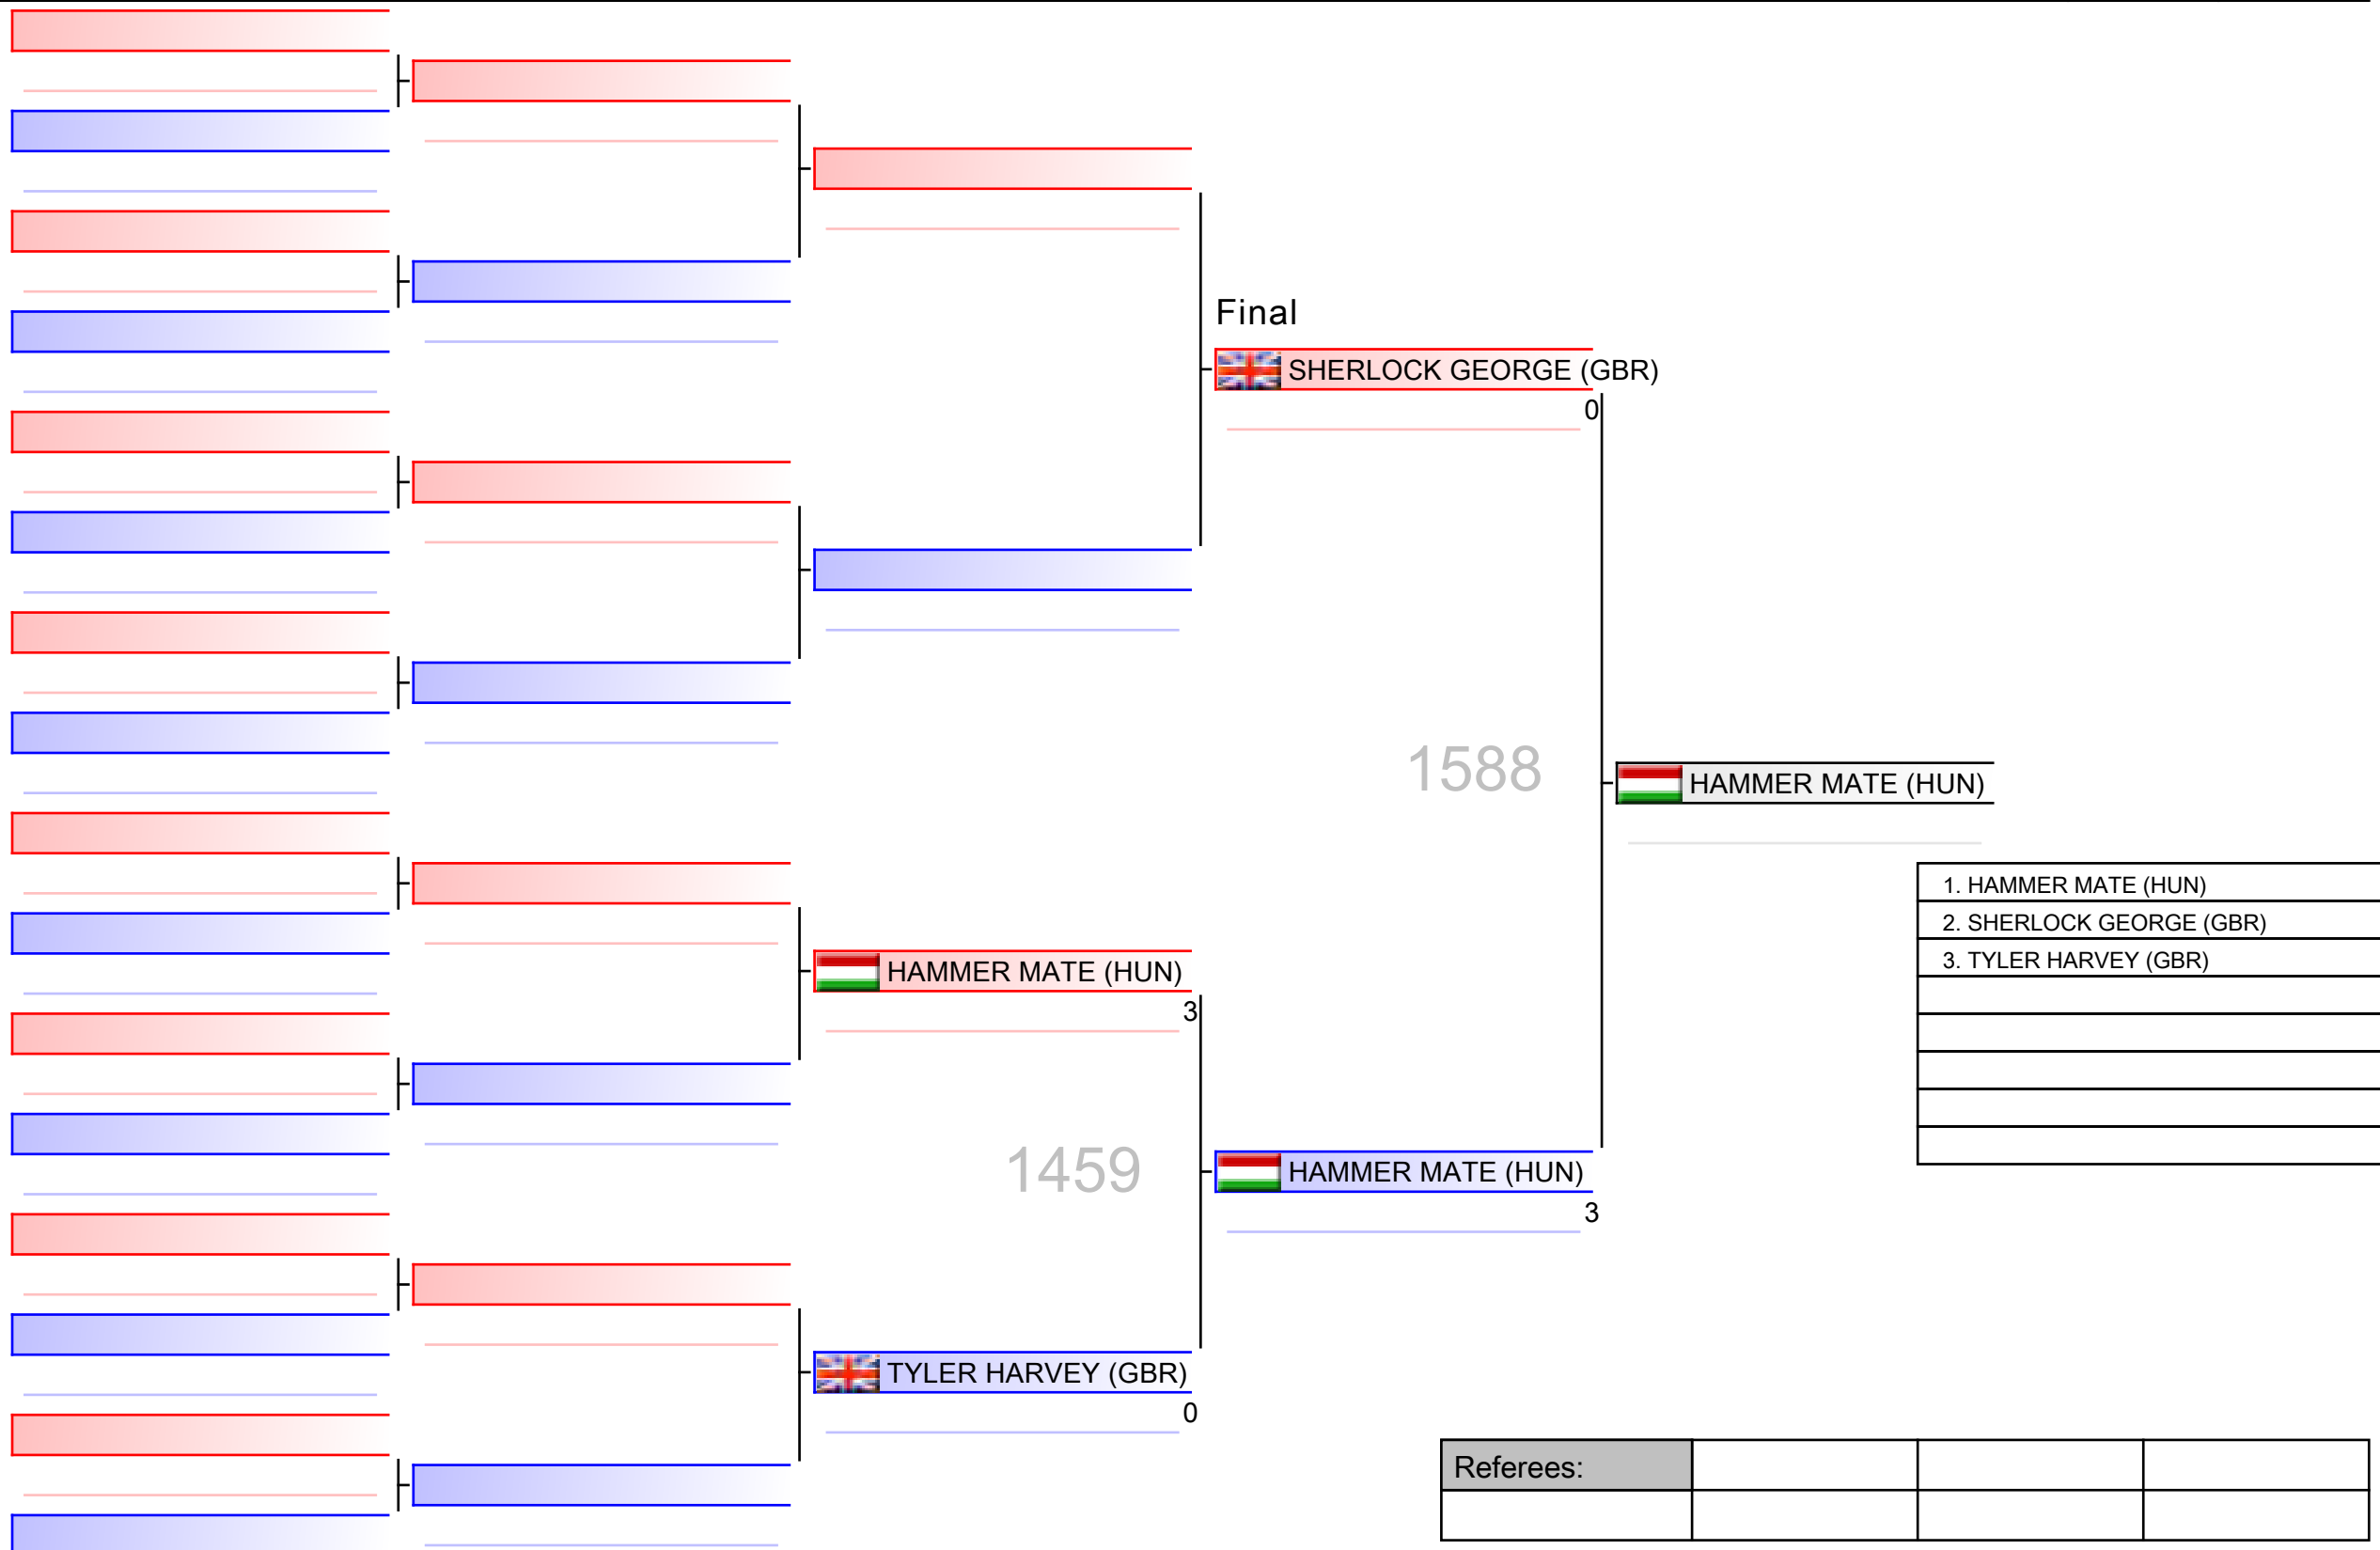 Final
SHERLOCK GEORGE (GBR)
0
1588
HAMMER MATE (HUN)
1. HAMMER MATE (HUN)
2. SHERLOCK GEORGE (GBR)
3. TYLER HARVEY (GBR)
HAMMER MATE (HUN)
3
1459
HAMMER MATE (HUN)
3
TYLER HARVEY (GBR)
0
Referees: